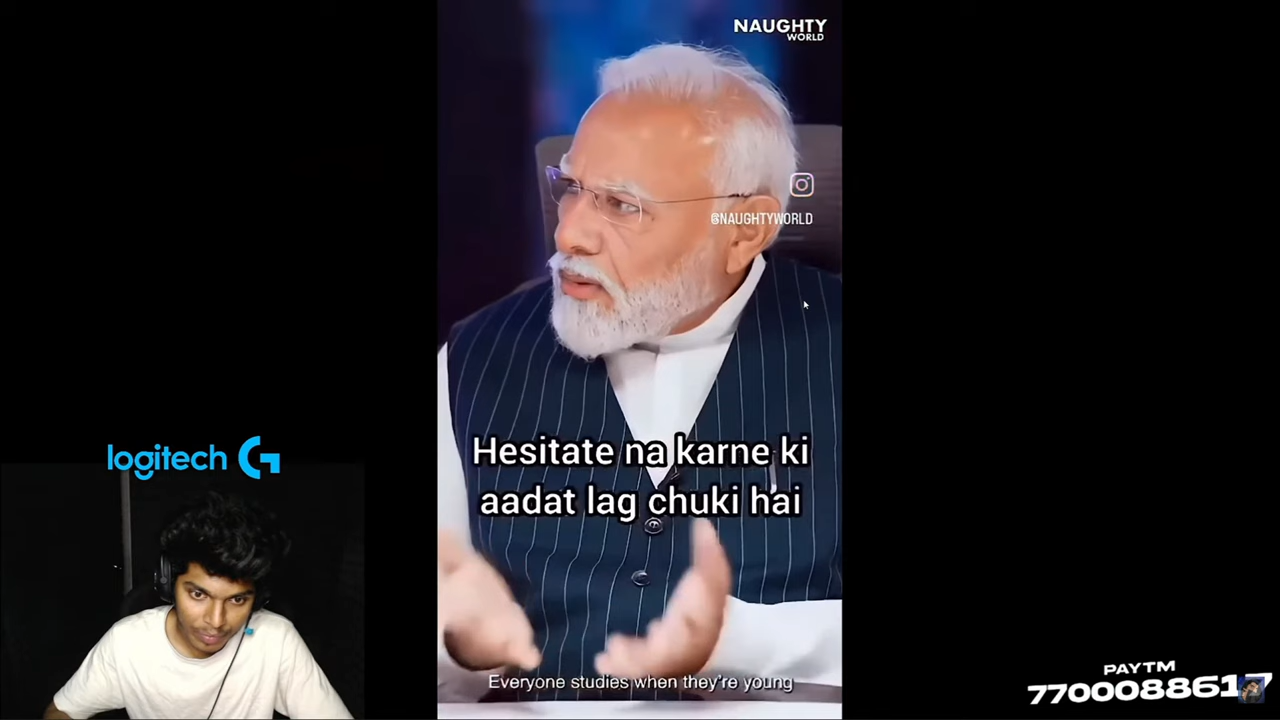 NAUGHTY
WORLD
@NAUGHTYWORLD
logitech G
Hesitate na karne ki
aadat lag chuki hai
Everyone studies when they're young
PAYTM
7700088617